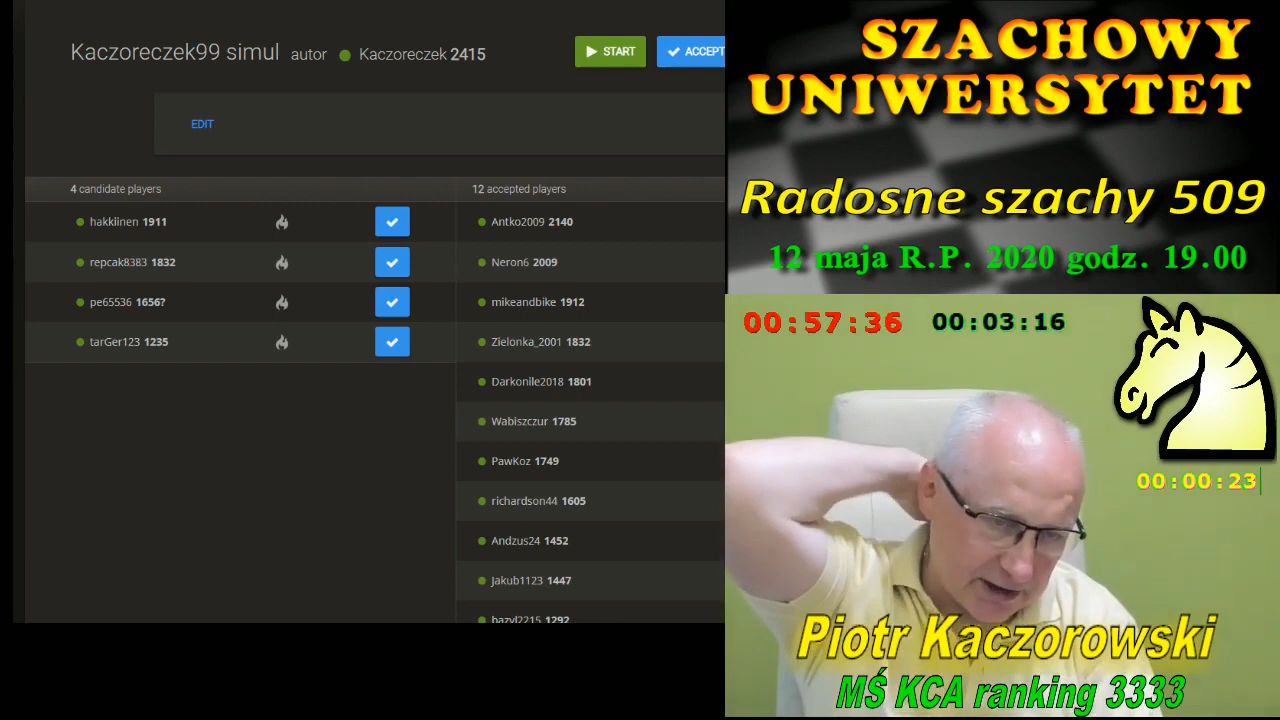 Kaczoreczek99 simul autor Kaczoreczek 2415
START
ACCEPT
EDIT
4 candidate players
hakklinen 1911
repcak8383 1832
pe65536 1656?
tarGer123 1235
12 accepted players
Antko2009 2140
Neron6 2009
mikeandbike 1912
Zielonka_2001 1832
Darkonile2018 1801
Wabiszczur 1785
PawKoz 1749
richardson44 1605
Andzus24 1452
Jakub1123 1447
bazyl2215 1292
SZACHOWY
UNIWERSYTET
Radosne szachy 509
12 maja R.P. 2020 godz. 19.00
00:57:36 00:03:16
00:00:23
Piotr Kaczorowski
MŚ KCA ranking 3333